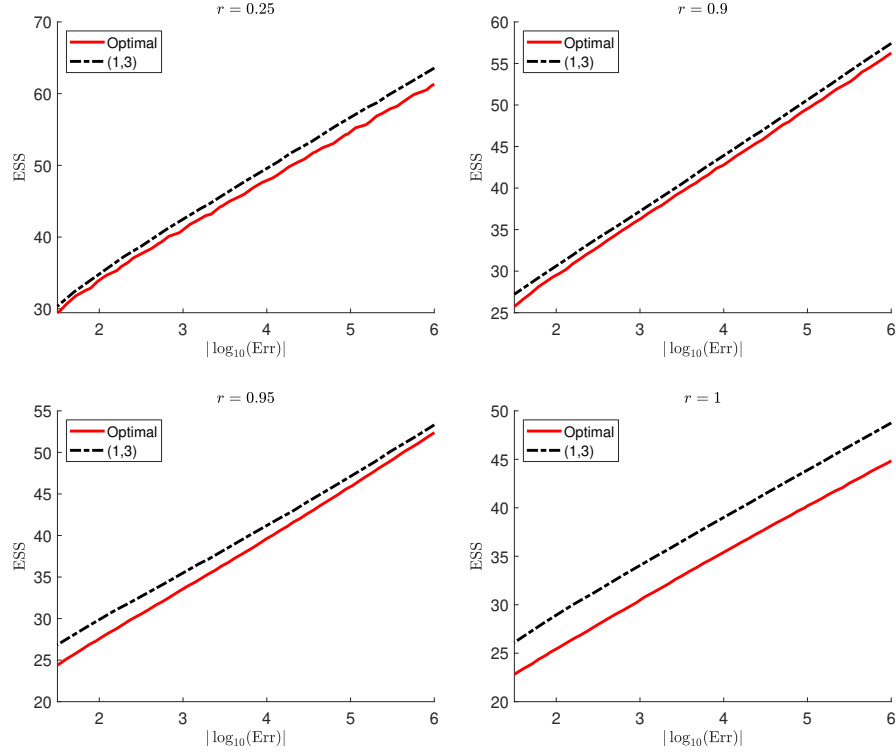 r = 0.25
70
60
50
40
30
ESS
Optimal
(1,3)
2 3 4 5 6
|log₁₀(Err)|
r = 0.9
60
55
50
45
40
35
30
25
ESS
Optimal
(1,3)
2 3 4 5 6
|log₁₀(Err)|
r = 0.95
55
50
45
40
35
30
25
20
ESS
Optimal
(1,3)
2 3 4 5 6
|log₁₀(Err)|
r = 1
50
45
40
35
30
25
20
ESS
Optimal
(1,3)
2 3 4 5 6
|log₁₀(Err)|